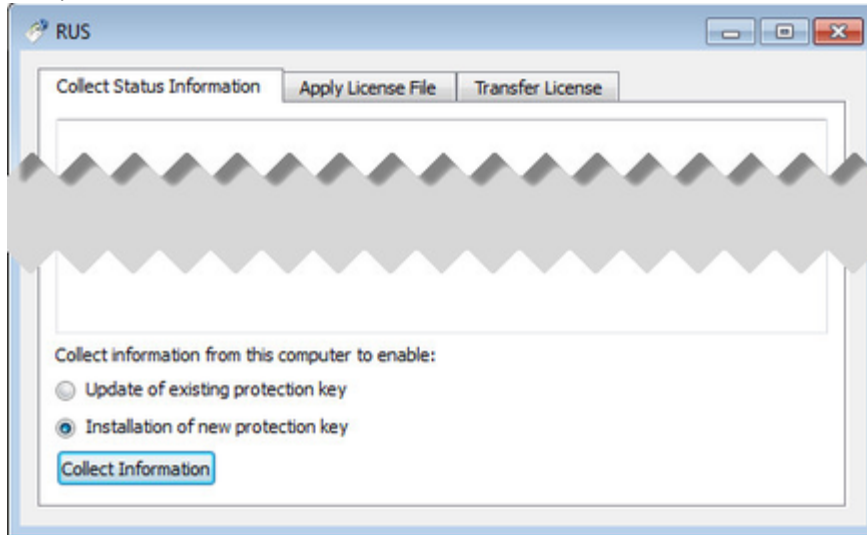 RUS
Collect Status Information Apply License File Transfer License
Collect information from this computer to enable:
Update of existing protection key
Installation of new protection key
Collect Information